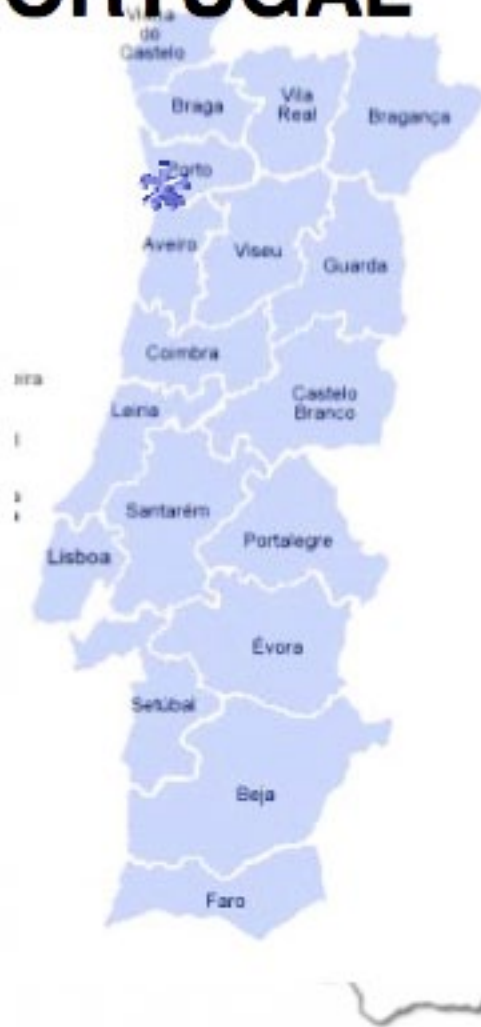 ORTUGAL
Viana
do
Castelo
Braga
Vila
Real
Bragança
Porto
Aveiro
Viseu
Guarda
Coimbra
Leiria
Castelo
Branco
Santarém
Portalegre
Lisboa
Évora
Setúbal
Beja
Faro